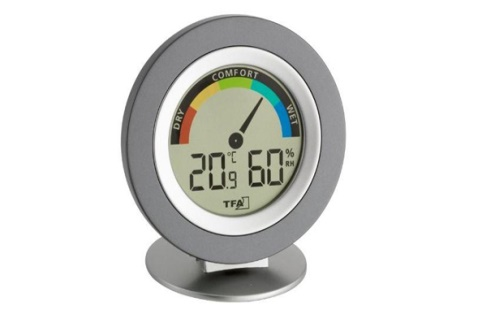 COMFORT
DRY
WET
20.9 °C 60 % RH
TFA